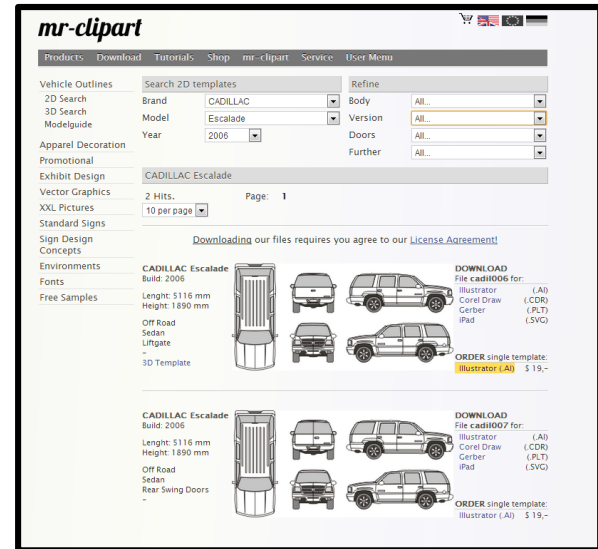 mr-clipart
Products Download Tutorials Shop mr-clipart Service User Menu
Vehicle Outlines
2D Search
3D Search
Modelguide
Apparel Decoration
Promotional
Exhibit Design
Vector Graphics
XXL Pictures
Standard Signs
Sign Design
Concepts
Environments
Fonts
Free Samples
Search 2D templates
Brand CADILLAC
Model Escalade
Year 2006
Refine
Body All...
Version All...
Doors All...
Further All...
CADILLAC Escalade
2 Hits. Page: 1
10 per page
Downloading our files requires you agree to our License Agreement!
CADILLAC Escalade
Build: 2006
Lenght: 5116 mm
Height: 1890 mm
Off Road
Sedan
Liftgate
–
3D Template
DOWNLOAD
File cadil006 for:
Illustrator (.AI)
Corel Draw (.CDR)
Gerber (.PLT)
iPad (.SVG)
ORDER single template:
Illustrator (.AI) $ 19,-
CADILLAC Escalade
Build: 2006
Lenght: 5116 mm
Height: 1890 mm
Off Road
Sedan
Rear Swing Doors
–
DOWNLOAD
File cadil007 for:
Illustrator (.AI)
Corel Draw (.CDR)
Gerber (.PLT)
iPad (.SVG)
ORDER single template:
Illustrator (.AI) $ 19,-